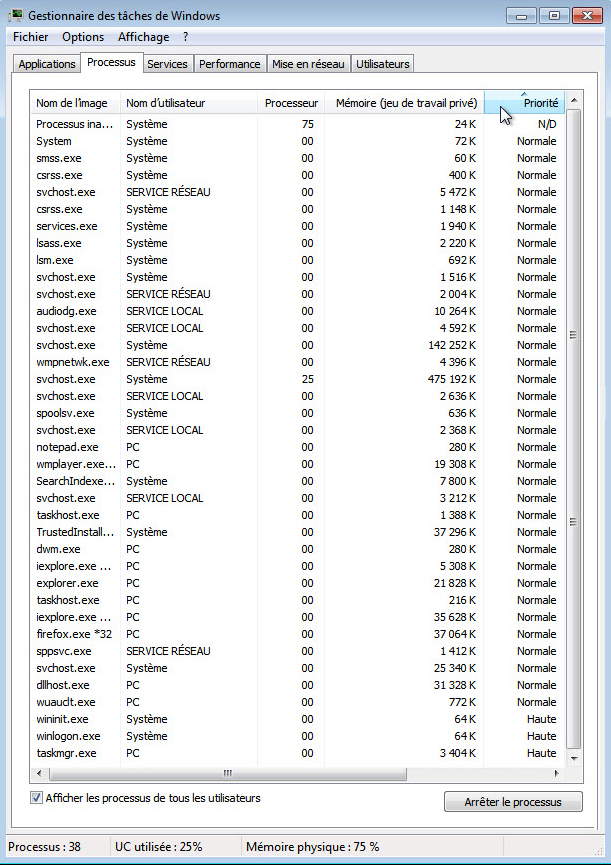 Gestionnaire des tâches de Windows
Fichier Options Affichage ?
Applications Processus Services Performance Mise en réseau Utilisateurs
Nom de l'image Nom d'utilisateur Processeur Mémoire (jeu de travail privé) Priorité
Processus ina... Système 75 24 K N/D
System Système 00 72 K Normale
smss.exe Système 00 60 K Normale
csrss.exe Système 00 400 K Normale
svchost.exe SERVICE RÉSEAU 00 5 472 K Normale
csrss.exe Système 00 1 148 K Normale
services.exe Système 00 1 940 K Normale
lsass.exe Système 00 2 220 K Normale
lsm.exe Système 00 692 K Normale
svchost.exe Système 00 1 516 K Normale
svchost.exe SERVICE RÉSEAU 00 2 004 K Normale
audiodg.exe SERVICE LOCAL 00 10 264 K Normale
svchost.exe SERVICE LOCAL 00 4 592 K Normale
svchost.exe Système 00 142 252 K Normale
wmpnetwk.exe SERVICE RÉSEAU 00 4 396 K Normale
svchost.exe Système 25 475 192 K Normale
svchost.exe SERVICE LOCAL 00 2 636 K Normale
spoolsv.exe Système 00 636 K Normale
svchost.exe SERVICE LOCAL 00 2 368 K Normale
notepad.exe PC 00 280 K Normale
wmplayer.exe... PC 00 19 308 K Normale
SearchIndexe... Système 00 7 800 K Normale
svchost.exe SERVICE LOCAL 00 3 212 K Normale
taskhost.exe PC 00 1 388 K Normale
TrustedInstall... Système 00 37 296 K Normale
dwm.exe PC 00 280 K Normale
iexplore.exe ... PC 00 5 308 K Normale
explorer.exe PC 00 21 828 K Normale
taskhost.exe PC 00 216 K Normale
iexplore.exe ... PC 00 35 628 K Normale
firefox.exe *32 PC 00 37 064 K Normale
sppsvc.exe SERVICE RÉSEAU 00 1 412 K Normale
svchost.exe Système 00 25 340 K Normale
dllhost.exe PC 00 31 328 K Normale
wuauclt.exe PC 00 772 K Normale
wininit.exe Système 00 64 K Haute
winlogon.exe Système 00 64 K Haute
taskmgr.exe PC 00 3 404 K Haute
Afficher les processus de tous les utilisateurs Arrêter le processus
Processus : 38 UC utilisée : 25% Mémoire physique : 75 %